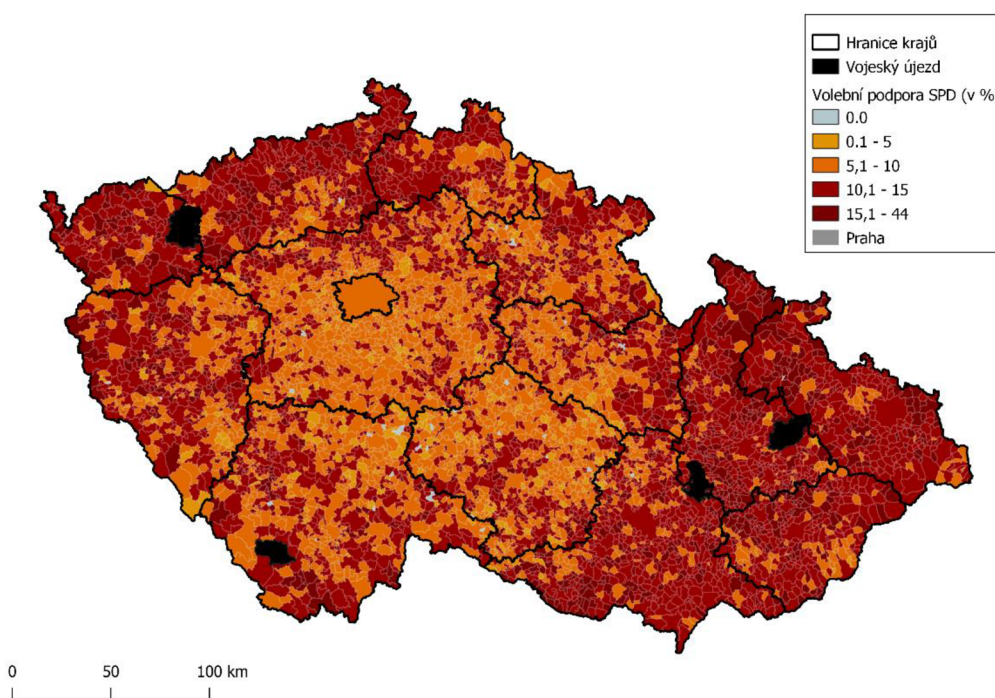 Hranice krajů
Vojeský újezd
Volební podpora SPD (v %
0.0
0.1 - 5
5,1 - 10
10,1 - 15
15,1 - 44
Praha
0 50 100 km